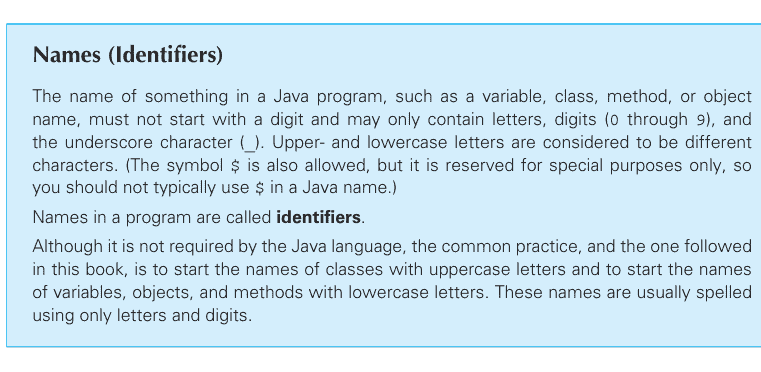 Names (Identifiers)
The name of something in a Java program, such as a variable, class, method, or object
name, must not start with a digit and may only contain letters, digits (0 through 9), and
the underscore character (_). Upper- and lowercase letters are considered to be different
characters. (The symbol $ is also allowed, but it is reserved for special purposes only, so
you should not typically use $ in a Java name.)
Names in a program are called identifiers.
Although it is not required by the Java language, the common practice, and the one followed
in this book, is to start the names of classes with uppercase letters and to start the names
of variables, objects, and methods with lowercase letters. These names are usually spelled
using only letters and digits.